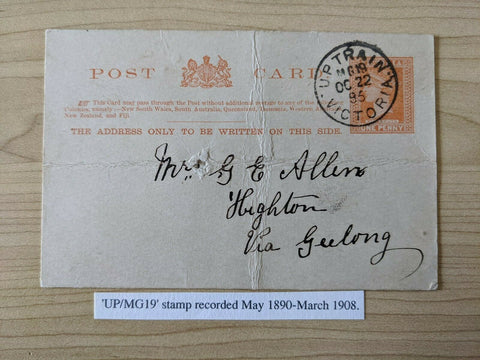 POST CARD
This Card may pass through the Post without additional postage to any of the
Colonies, namely:—New South Wales, South Australia, Queensland, Tasmania, Western
New Zealand, and Fiji.
THE ADDRESS ONLY TO BE WRITTEN ON THIS SIDE.
UP TRAIN
MG19
OC 22
95
VICTORIA
ONE PENNY
Mrs G E Allen
Highton
Via Geelong
'UP/MG19' stamp recorded May 1890-March 1908.